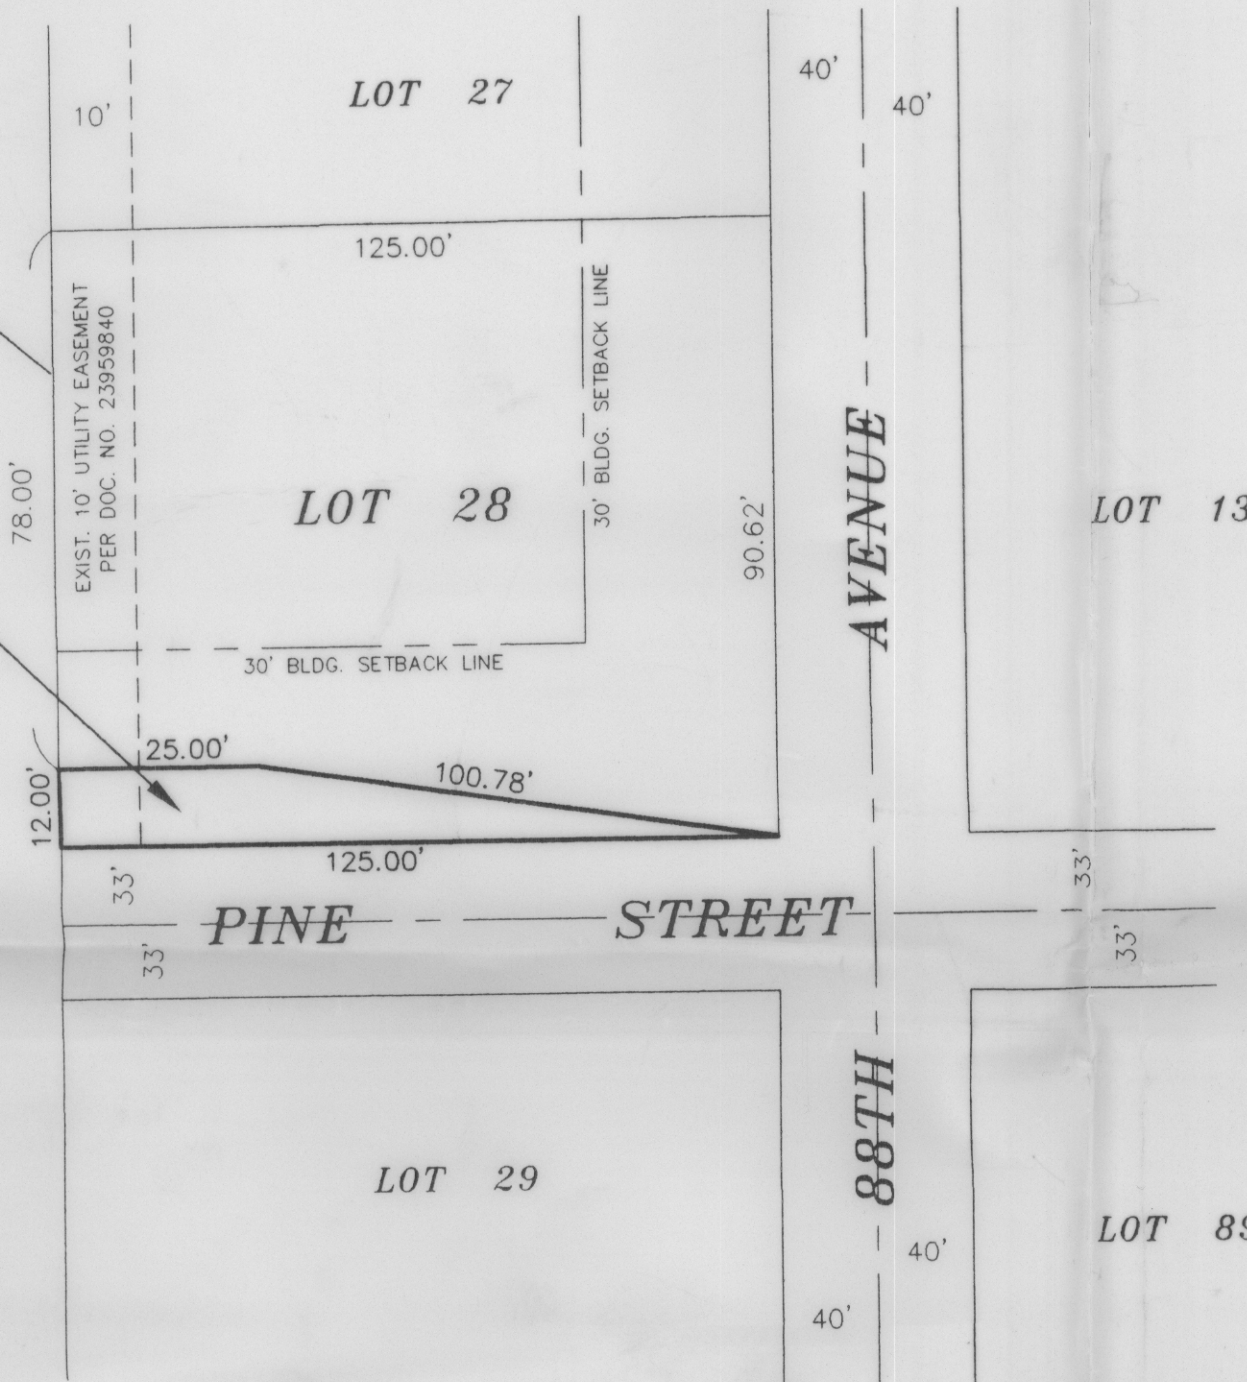 40'
LOT 27
40'
10'
125.00'
EXIST. 10' UTILITY EASEMENT
PER DOC. NO. 23959840
30' BLDG. SETBACK LINE
78.00'
LOT 28
90.62'
AVENUE
LOT 13
30' BLDG. SETBACK LINE
25.00'
100.78'
12.00'
125.00'
33'
33'
PINE STREET
33'
33'
88TH
LOT 29
LOT
40'
40'